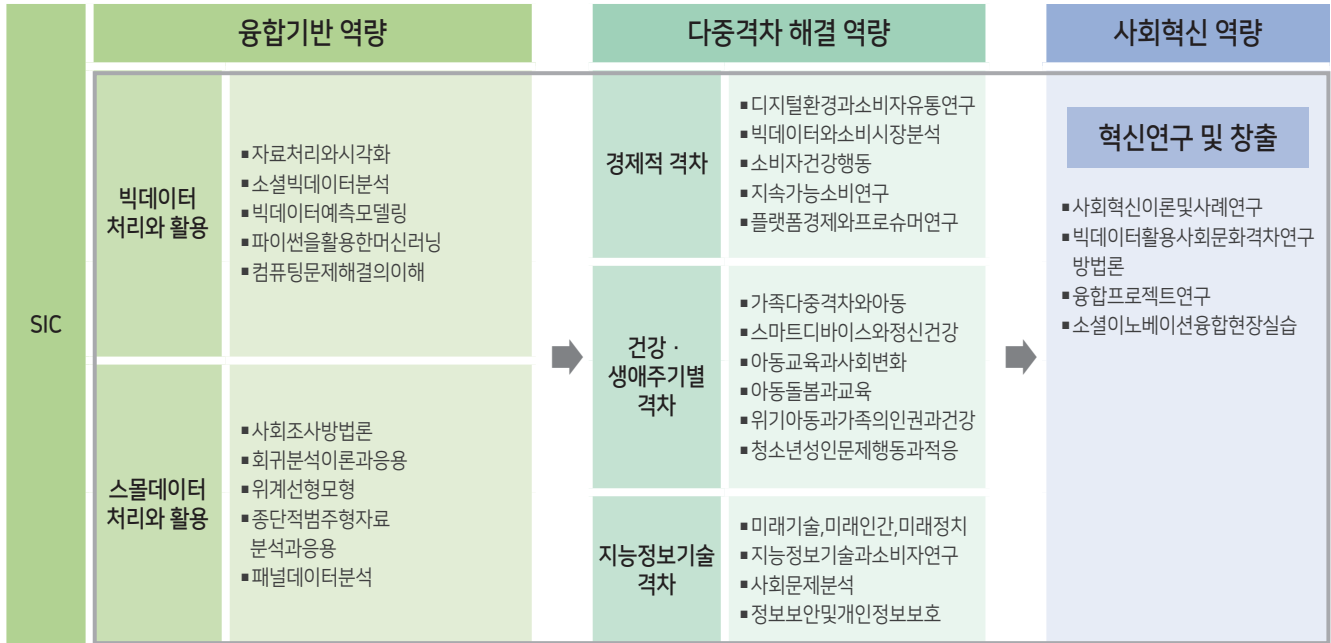 SIC
융합기반 역량
빅데이터
처리와 활용
▪자료처리와시각화
▪소셜빅데이터분석
▪빅데이터예측모델링
▪파이썬을활용한머신러닝
▪컴퓨팅문제해결의이해
스몰데이터
처리와 활용
▪사회조사방법론
▪회귀분석이론과응용
▪위계선형모형
▪종단적범주형자료
분석과응용
▪패널데이터분석
다중격차 해결 역량
경제적 격차
▪디지털환경과소비자유통연구
▪빅데이터와소비시장분석
▪소비자건강행동
▪지속가능소비연구
▪플랫폼경제와프로슈머연구
건강 ·
생애주기별
격차
▪가족다중격차와아동
▪스마트디바이스와정신건강
▪아동교육과사회변화
▪아동돌봄과교육
▪위기아동과가족의인권과건강
▪청소년성인문제행동과적응
지능정보기술
격차
▪미래기술,미래인간,미래정치
▪지능정보기술과소비자연구
▪사회문제분석
▪정보보안및개인정보보호
사회혁신 역량
혁신연구 및 창출
▪사회혁신이론및사례연구
▪빅데이터활용사회문화격차연구
방법론
▪융합프로젝트연구
▪소셜이노베이션융합현장실습